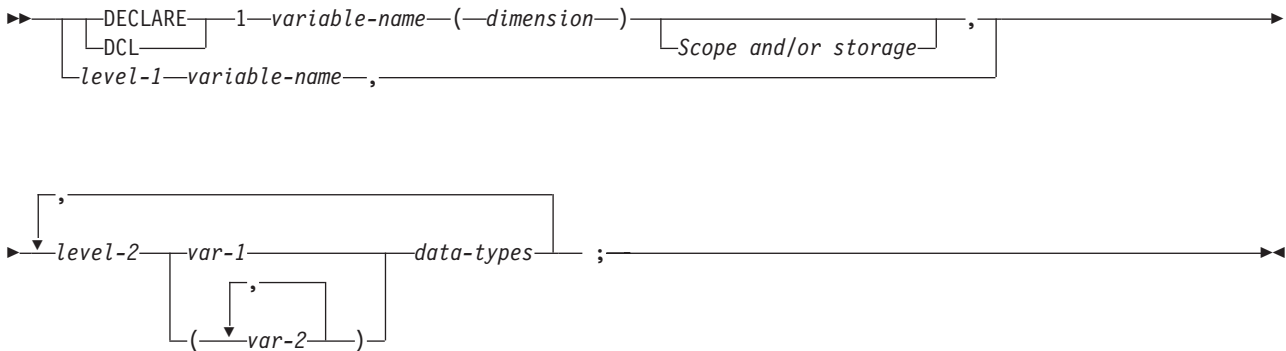 DECLARE 1 variable-name ( dimension ) ,
DCL Scope and/or storage
level-1 variable-name ,
,
level-2 var-1 data-types ;
,
( var-2 )